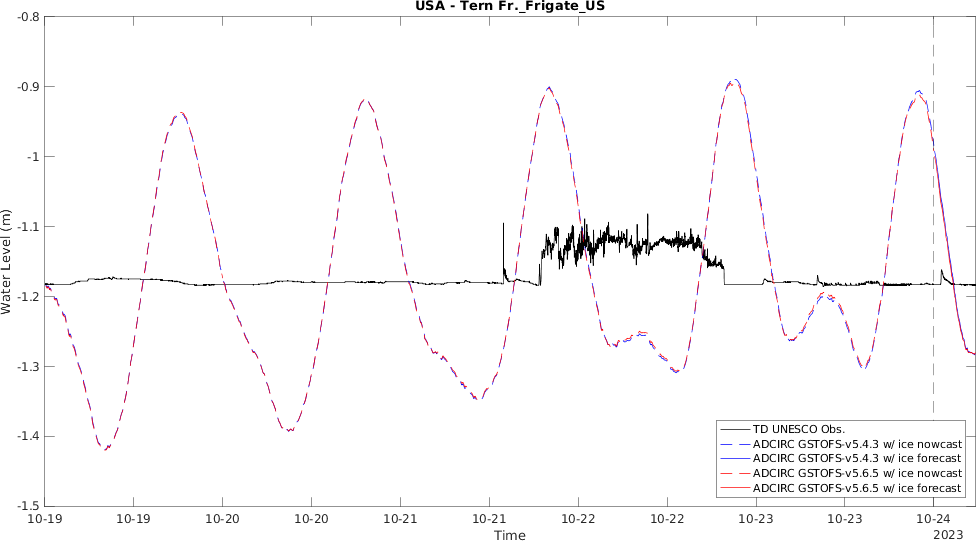 USA - Tern Fr._Frigate_US
-0.8
-0.9
-1
-1.1
-1.2
-1.3
-1.4
-1.5
Water Level (m)
TD UNESCO Obs.
ADCIRC GSTOFS-v5.4.3 w/ ice nowcast
ADCIRC GSTOFS-v5.4.3 w/ ice forecast
ADCIRC GSTOFS-v5.6.5 w/ ice nowcast
ADCIRC GSTOFS-v5.6.5 w/ ice forecast
10-19 10-19 10-20 10-20 10-21 10-21 10-22 10-22 10-23 10-23 10-24
Time
2023